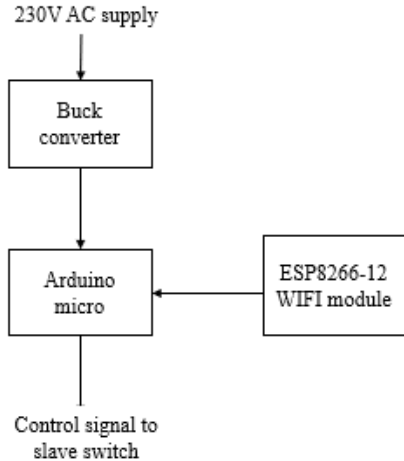 230V AC supply
Buck
converter
Arduino
micro
ESP8266-12
WIFI module
Control signal to
slave switch